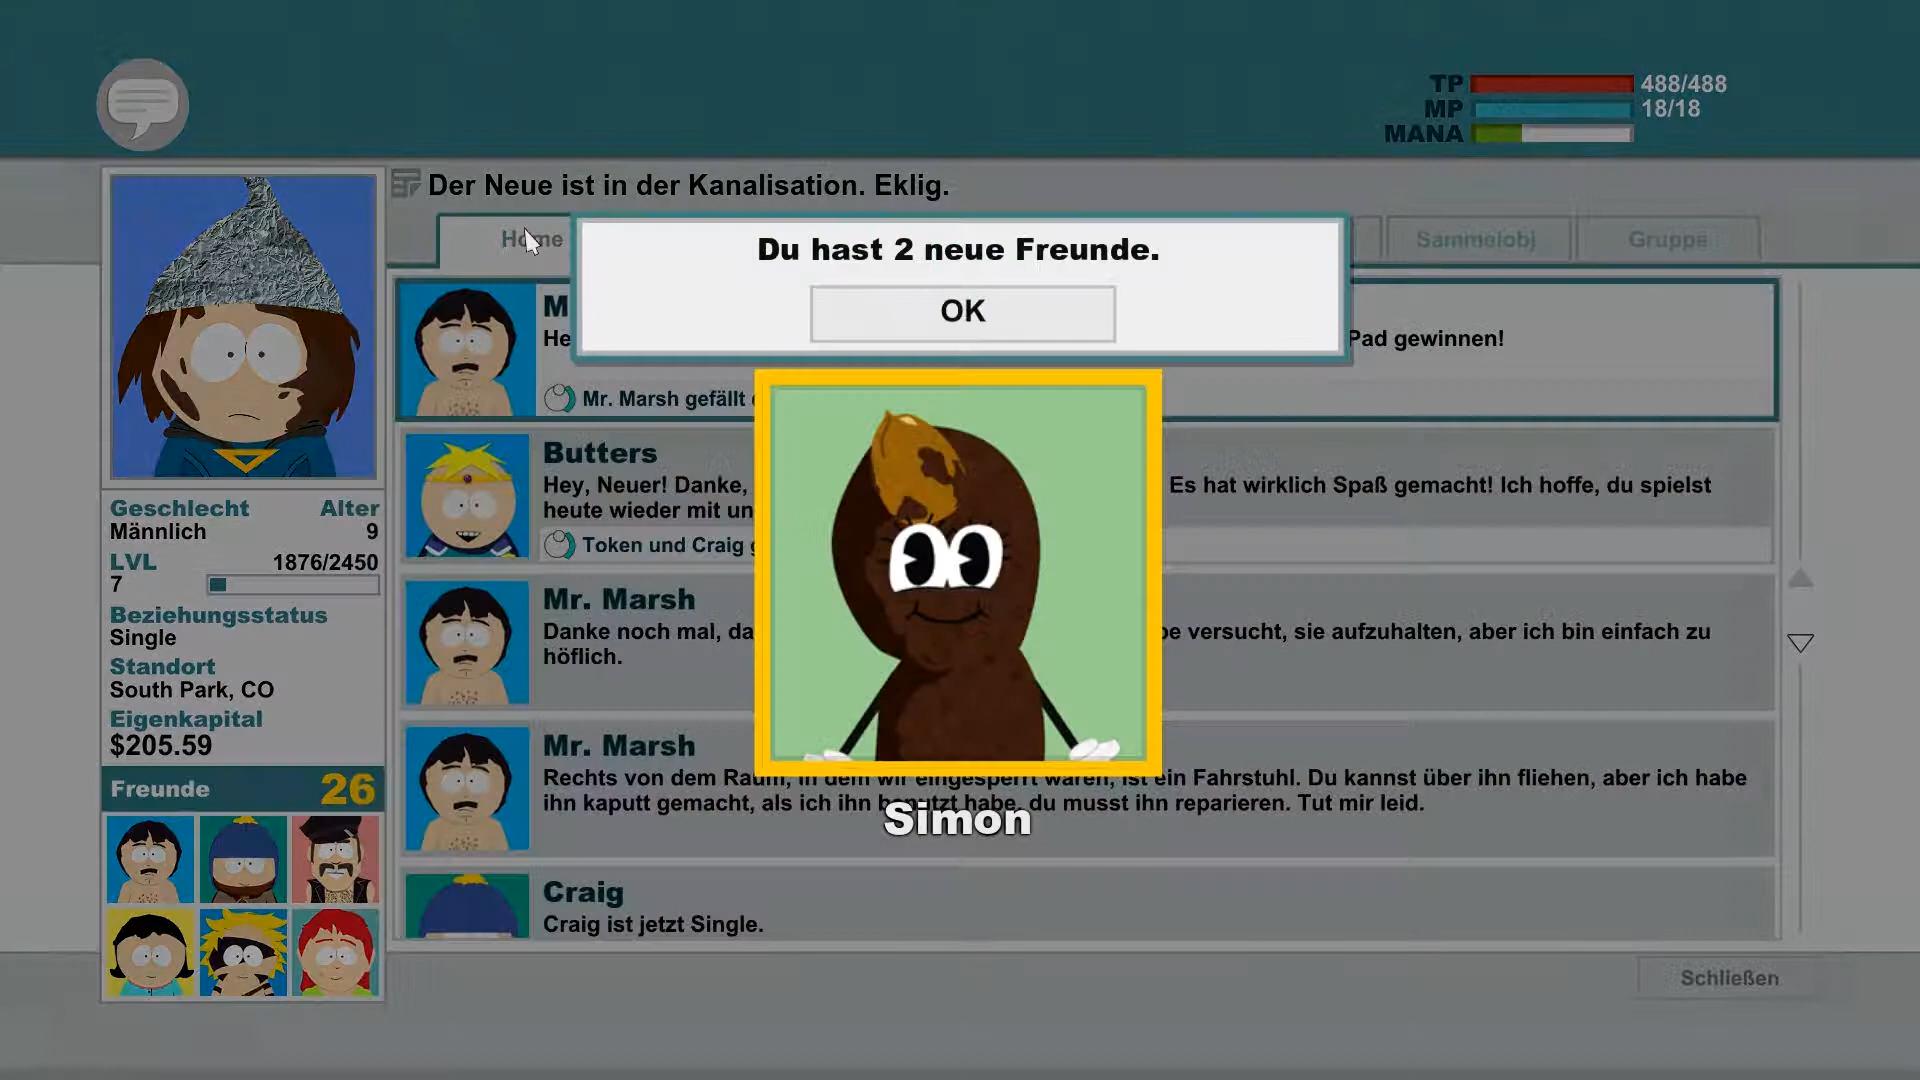 TP 488/488
MP 18/18
MANA
Der Neue ist in der Kanalisation. Eklig.
Home
Sammelobj
Gruppe
Du hast 2 neue Freunde.
OK
He
Pad gewinnen!
Mr. Marsh gefällt
Geschlecht Alter
Männlich 9
LVL 1876/2450
7
Beziehungsstatus
Single
Standort
South Park, CO
Eigenkapital
$205.59
Freunde 26
Butters
Hey, Neuer! Danke, Es hat wirklich Spaß gemacht! Ich hoffe, du spielst
heute wieder mit un
Token und Craig
Mr. Marsh
Danke noch mal, da versucht, sie aufzuhalten, aber ich bin einfach zu
höflich.
Mr. Marsh
Rechts von dem Raum, in dem wir eingesperrt waren, ist ein Fahrstuhl. Du kannst über ihn fliehen, aber ich habe
ihn kaputt gemacht, als ich ihn benutzt habe, du musst ihn reparieren. Tut mir leid.
Simon
Craig
Craig ist jetzt Single.
Schließen